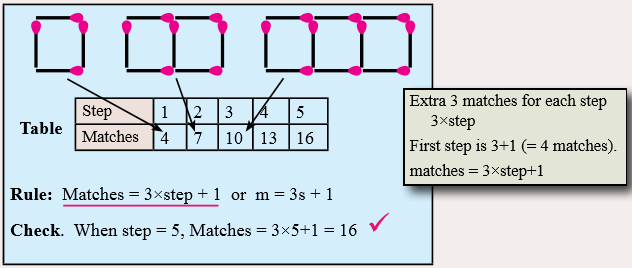 Table
Step 1 2 3 4 5
Matches 4 7 10 13 16
Extra 3 matches for each step
3×step
First step is 3+1 (= 4 matches).
matches = 3×step+1
Rule: Matches = 3×step + 1 or m = 3s + 1
Check. When step = 5, Matches = 3×5+1 = 16